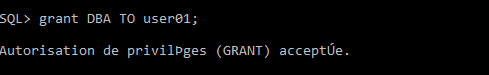 SQL> grant DBA TO user01;
Autorisation de privilÞges (GRANT) acceptÚe.